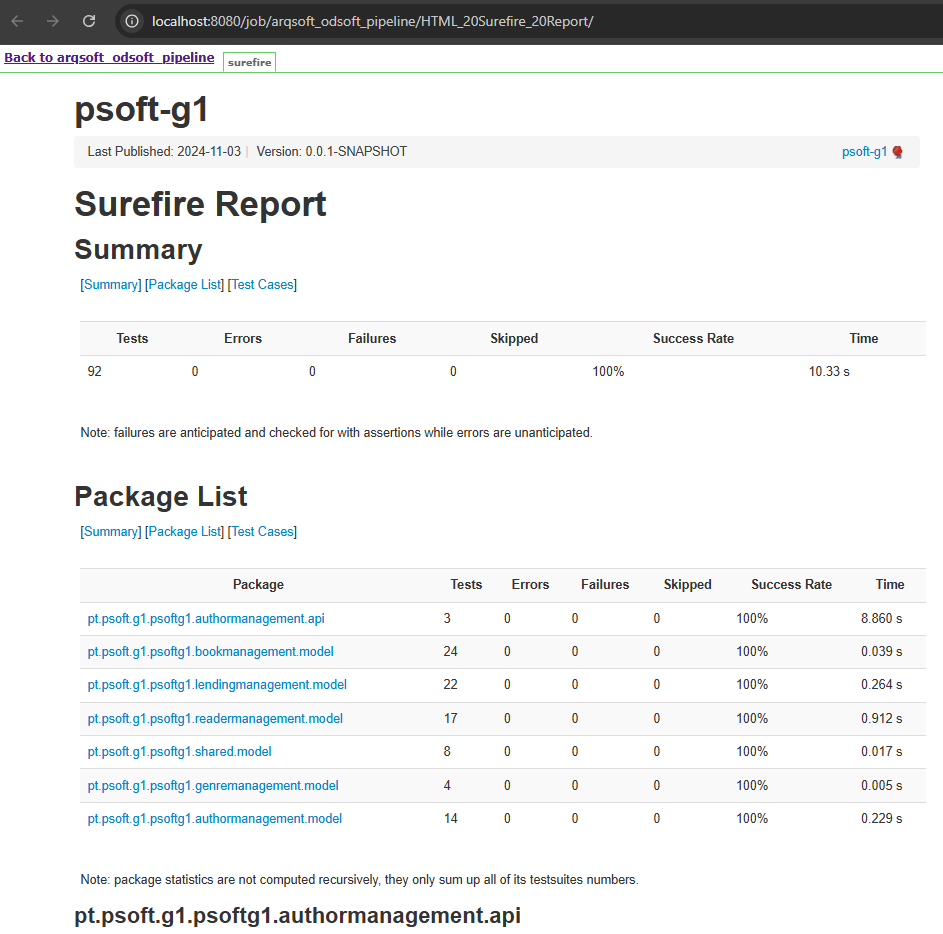 localhost:8080/job/arqsoft_odsoft_pipeline/HTML_20Surefire_20Report/
Back to arqsoft_odsoft_pipeline surefire
psoft-g1
Last Published: 2024-11-03 | Version: 0.0.1-SNAPSHOT psoft-g1
Surefire Report
Summary
[Summary] [Package List] [Test Cases]
Tests Errors Failures Skipped Success Rate Time
92 0 0 0 100% 10.33 s
Note: failures are anticipated and checked for with assertions while errors are unanticipated.
Package List
[Summary] [Package List] [Test Cases]
Package Tests Errors Failures Skipped Success Rate Time
pt.psoft.g1.psoftg1.authormanagement.api 3 0 0 0 100% 8.860 s
pt.psoft.g1.psoftg1.bookmanagement.model 24 0 0 0 100% 0.039 s
pt.psoft.g1.psoftg1.lendingmanagement.model 22 0 0 0 100% 0.264 s
pt.psoft.g1.psoftg1.readermanagement.model 17 0 0 0 100% 0.912 s
pt.psoft.g1.psoftg1.shared.model 8 0 0 0 100% 0.017 s
pt.psoft.g1.psoftg1.genremanagement.model 4 0 0 0 100% 0.005 s
pt.psoft.g1.psoftg1.authormanagement.model 14 0 0 0 100% 0.229 s
Note: package statistics are not computed recursively, they only sum up all of its testsuites numbers.
pt.psoft.g1.psoftg1.authormanagement.api